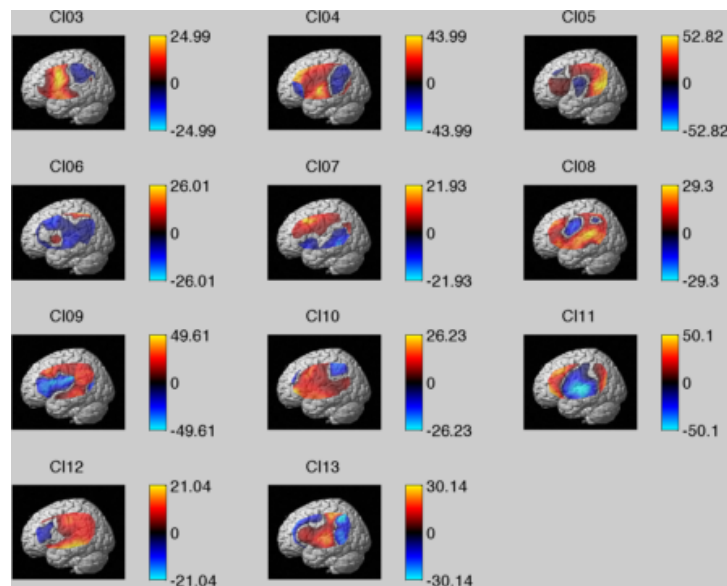 CI03 CI04 CI05
24.99 43.99 52.82
0 0 0
-24.99 -43.99 -52.82
CI06 CI07 CI08
26.01 21.93 29.3
0 0 0
-26.01 -21.93 -29.3
CI09 CI10 CI11
49.61 26.23 50.1
0 0 0
-49.61 -26.23 -50.1
CI12 CI13
21.04 30.14
0 0
-21.04 -30.14